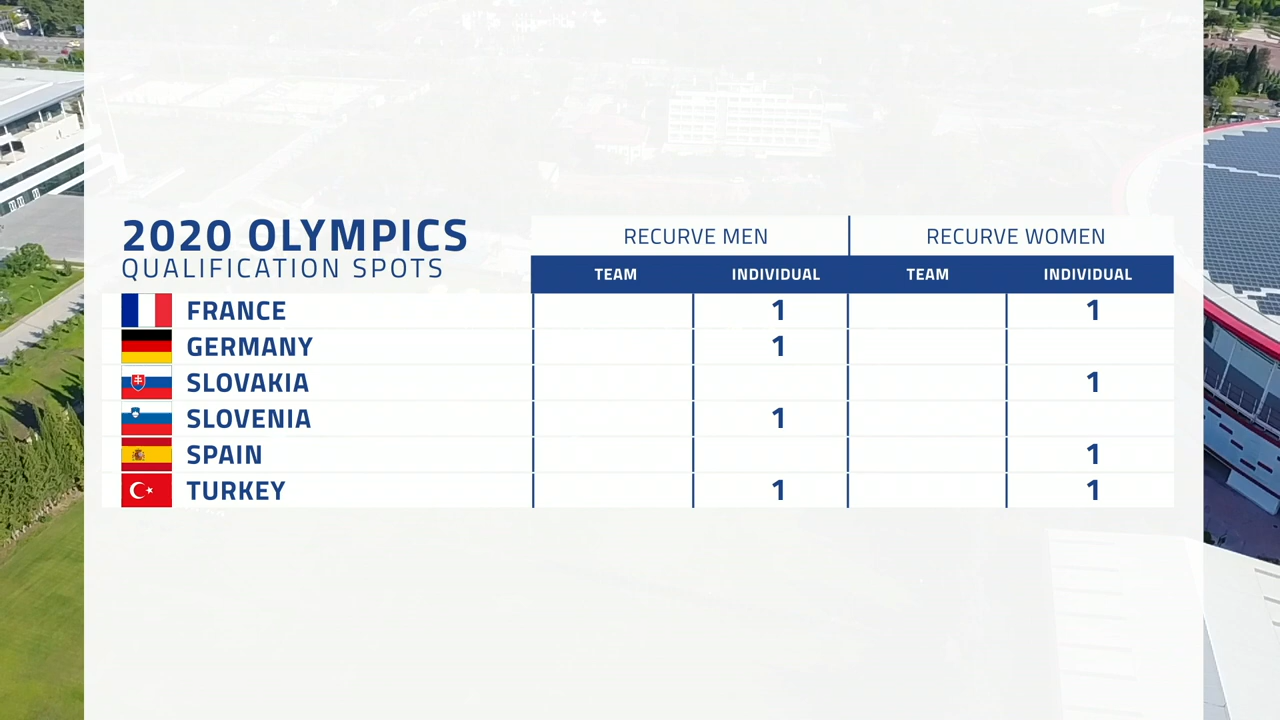 2020 OLYMPICS
QUALIFICATION SPOTS
RECURVE MEN RECURVE WOMEN
TEAM INDIVIDUAL TEAM INDIVIDUAL
FRANCE 1 1
GERMANY 1
SLOVAKIA 1
SLOVENIA 1
SPAIN 1
TURKEY 1 1